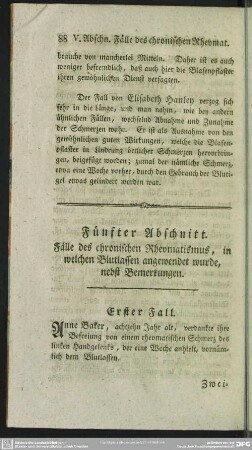 88 V. Abschn. Fälle des chronischen Rheumat.
deriche von mancherlei Mitteln. Daher ist es auch
weniger befremdlich, daß auch hier die Blasenpflaster
ihren gewöhnlichen Dienst versagten.
Der Fall von Elisabeth Hartley verzog sich
sehr in die Länge, und man nahm, wie bey andern
ähnlichen Fällen, wechselnd Abnahme und Zunahme
der Schmerzen wahr. Er ist als Ausnahme von den
gewöhnlichen guten Wirkungen, welche die Blasen-
pflaster in Linderung örtlicher Schmerzen hervorbrin-
gen, beigefügt worden; zumal der nämliche Schmerz,
etwa eine Woche vorher, durch den Gebrauch der Blut-
igel etwas gelindert worden war.
Fünfter Abschnitt.
Fälle des chronischen Rheumatismus, in
welchen Blutlassen angewendet wurde,
nebst Bemerkungen.
Erster Fall.
Anne Baker, achtzehn Jahr alt, verdankte ihre
Befreiung von einem rheumatischen Schmerz des
linken Handgelenks, der eine Woche anhielt, vornäm-
lich dem Blutlassen.
Zwei-